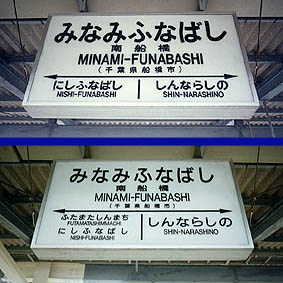 みなみふなばし
南船橋
MINAMI-FUNABASHI
(千葉県船橋市)
にしふなばし しんならしの
NISHI-FUNABASHI SHIN-NARASHINO
みなみふなばし
南船橋
MINAMI-FUNABASHI
(千葉県船橋市)
ふたまたしんまち
FUTAMATASHIMMACHI
にしふなばし しんならしの
NISHI-FUNABASHI SHIN-NARASHINO